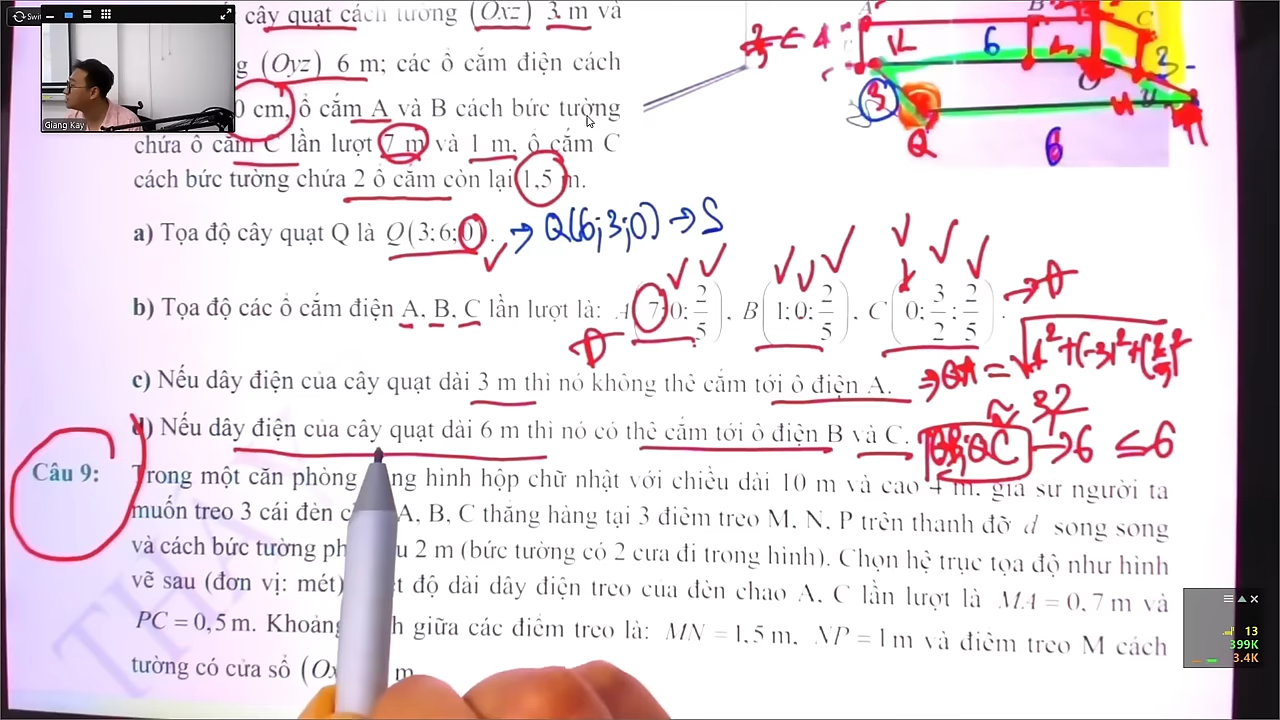 cây quạt cách tường (Oxz) 3 m và
(Oyz) 6 m; các ổ cắm điện cách
0 cm, ổ cắm A và B cách bức tường
chứa ổ cắm C lần lượt 7 m và 1 m, ổ cắm C
cách bức tường chứa 2 ổ cắm còn lại 1,5 m.
Giang Kay
6
3
3
Q
6
a) Tọa độ cây quạt Q là Q(3;6;0). → Q(6;3;0) → S
b) Tọa độ các ổ cắm điện A, B, C lần lượt là: A(7;0;2/5), B(1;0;2/5), C(0;3/2;2/5). → Đ
Đ
c) Nếu dây điện của cây quạt dài 3 m thì nó không thể cắm tới ổ điện A.
d) Nếu dây điện của cây quạt dài 6 m thì nó có thể cắm tới ổ điện B và C.
QB; QC → 6 ≤ 6
Câu 9: Trong một căn phòng hình hộp chữ nhật với chiều dài 10 m và cao 4 m, giả sử người ta
muốn treo 3 cái đèn A, B, C thẳng hàng tại 3 điểm treo M, N, P trên thanh đỡ d song song
và cách bức tường 2 m (bức tường có 2 cửa đi trong hình). Chọn hệ trục tọa độ như hình
vẽ sau (đơn vị: mét) độ dài dây điện treo của đèn chao A, C lần lượt là MA = 0,7 m và
PC = 0,5 m. giữa các điểm treo là: MN = 1,5 m, NP = 1 m và điểm treo M cách
tường có cửa sổ m
13
399K
3.4K